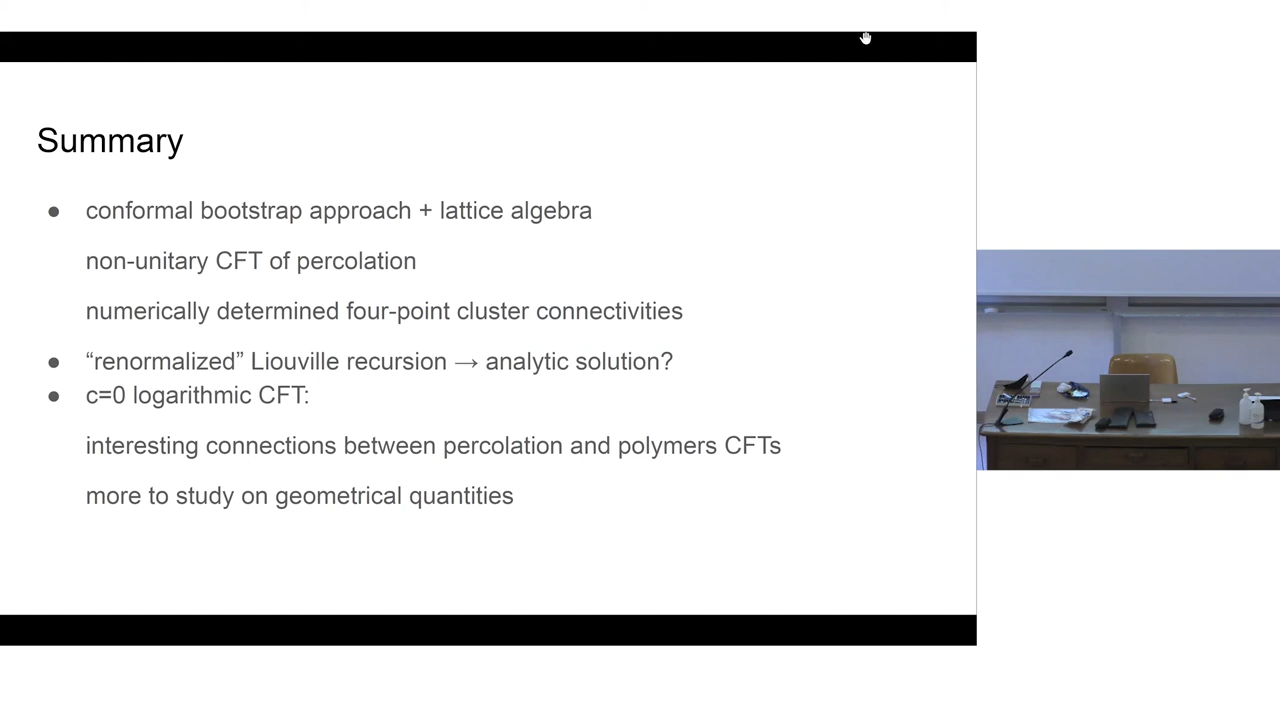 Summary
● conformal bootstrap approach + lattice algebra
non-unitary CFT of percolation
numerically determined four-point cluster connectivities
● “renormalized” Liouville recursion → analytic solution?
● c=0 logarithmic CFT:
interesting connections between percolation and polymers CFTs
more to study on geometrical quantities